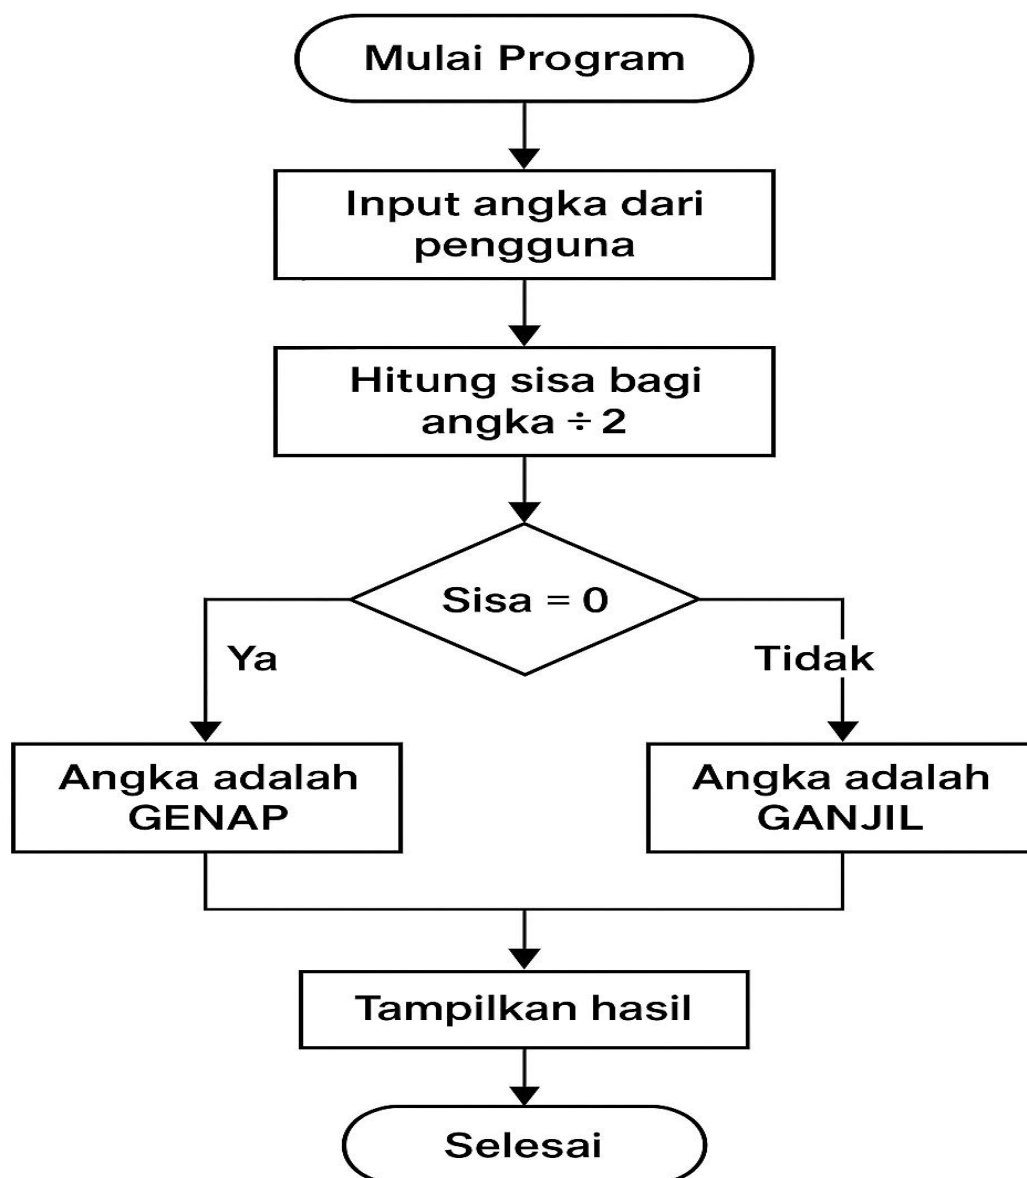 Mulai Program
Input angka dari
pengguna
Hitung sisa bagi
angka ÷ 2
Sisa = 0
Ya
Tidak
Angka adalah
GENAP
Angka adalah
GANJIL
Tampilkan hasil
Selesai